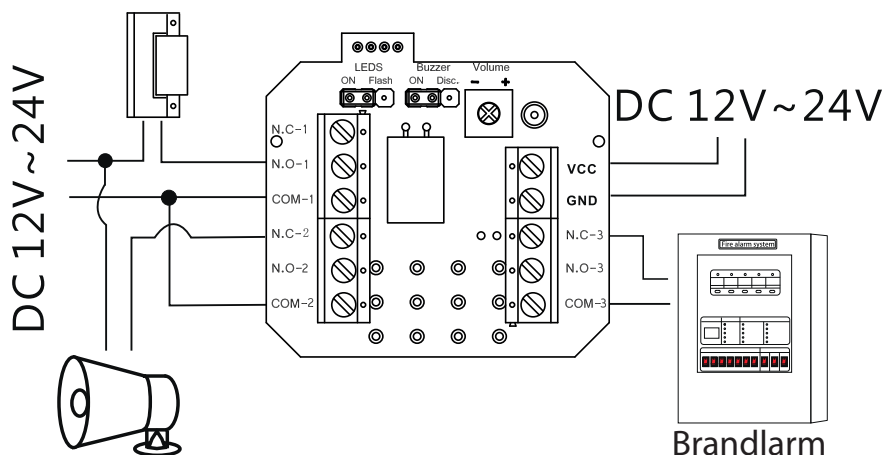 LEDS Buzzer Volume
ON Flash ON Disc. - +
DC 12V~24V
DC 12V~24V
N.C-1
N.O-1
COM-1
N.C-2
N.O-2
COM-2
VCC
GND
N.C-3
N.O-3
COM-3
Fire alarm system
Brandlarm